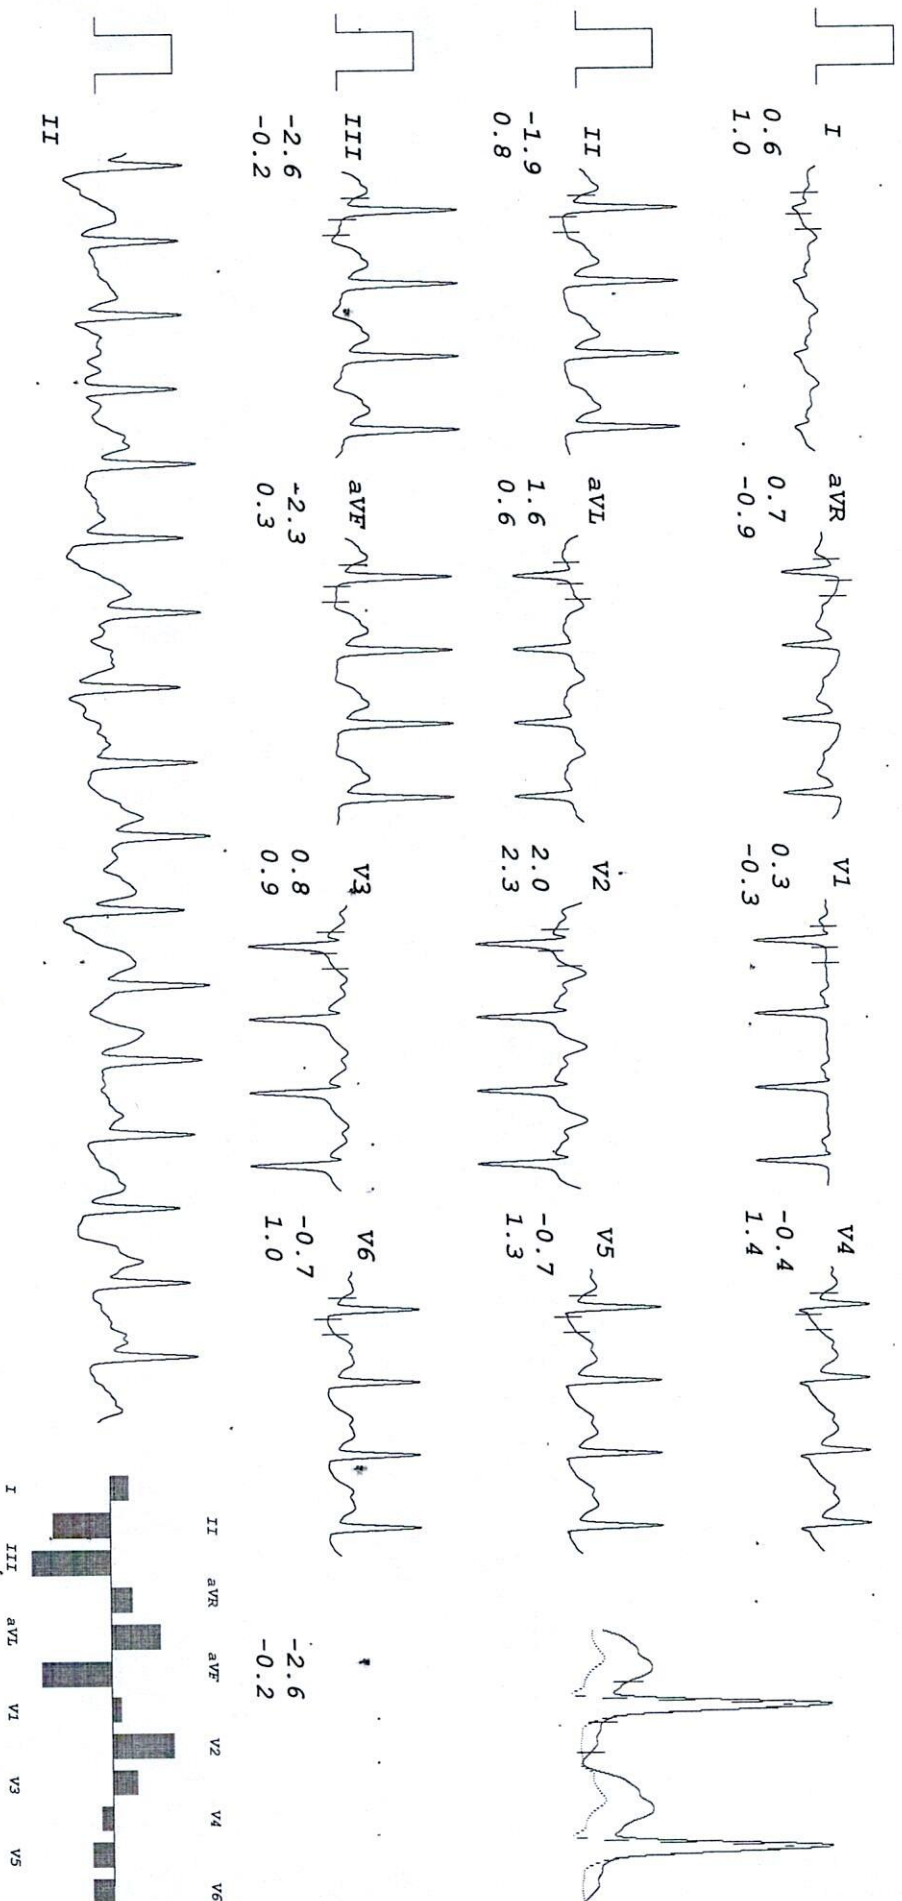 I
0.6
1.0
aVR
0.7
-0.9
V1
0.3
-0.3
V4
-0.4
1.4
II
-1.9
0.8
aVL
1.6
0.6
V2
2.0
2.3
V5
-0.7
1.3
III
-2.6
-0.2
aVF
-2.3
0.3
V3
0.8
0.9
V6
-0.7
1.0
-2.6
-0.2
II
II
aVR
aVF
V2
V4
V6
I
III
aVL
V1
V3
V5